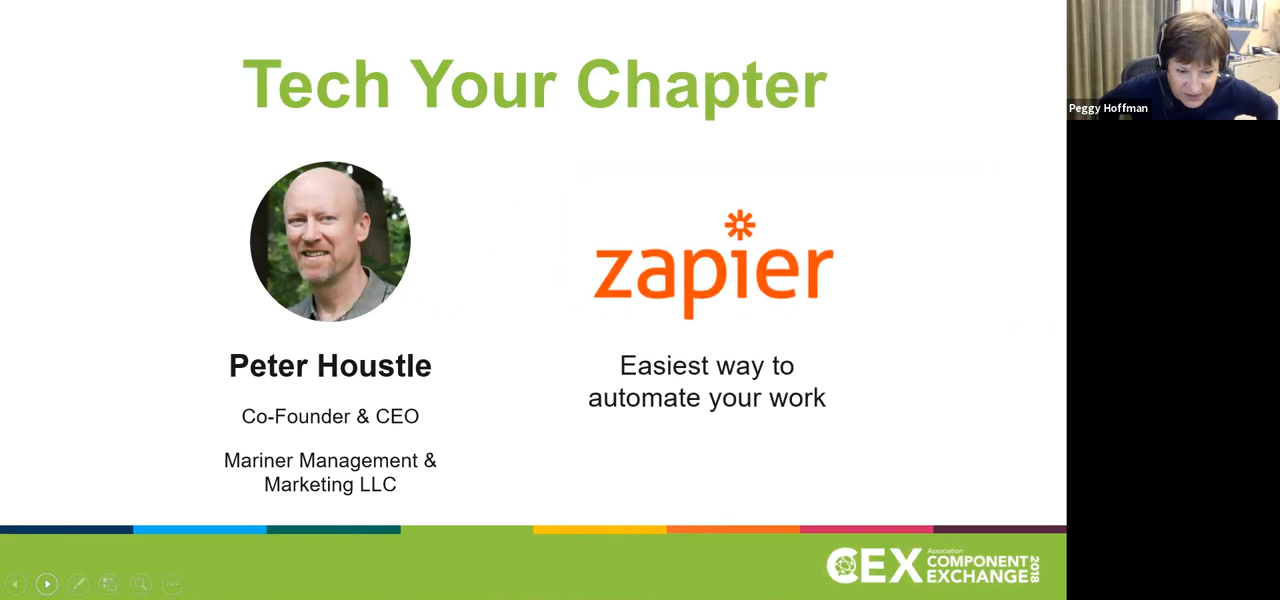 Tech Your Chapter
Peggy Hoffman
zapier
Peter Houstle
Co-Founder & CEO
Mariner Management &
Marketing LLC
Easiest way to
automate your work
CEX
Association
COMPONENT
EXCHANGE
2018